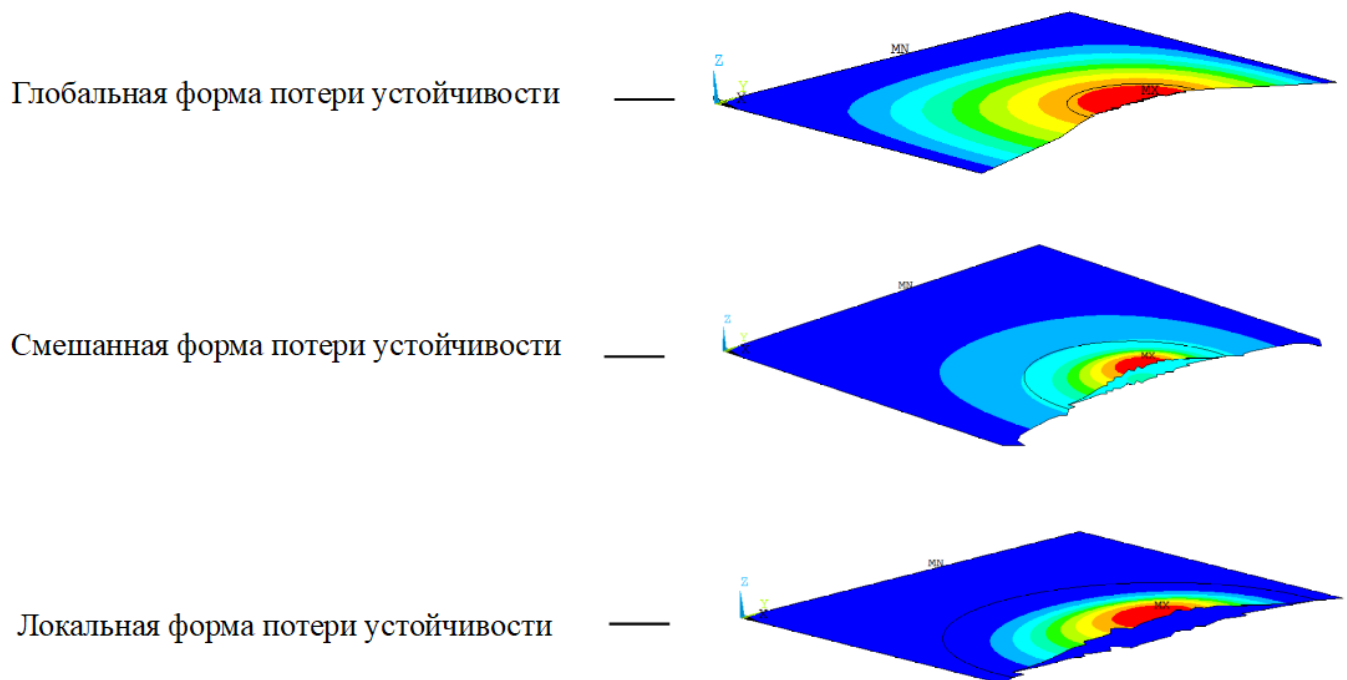 MN
Z
Y
X
Глобальная форма потери устойчивости
MX
MN
Z
Y
Смешанная форма потери устойчивости
MX
MN
Z
Y
X
MX
Локальная форма потери устойчивости